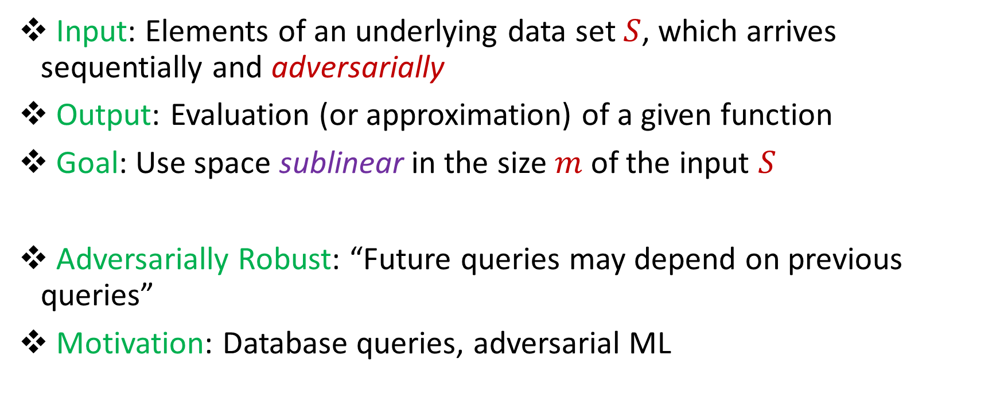 ❖ Input: Elements of an underlying data set S, which arrives
sequentially and adversarially
❖ Output: Evaluation (or approximation) of a given function
❖ Goal: Use space sublinear in the size m of the input S
❖ Adversarially Robust: “Future queries may depend on previous
queries”
❖ Motivation: Database queries, adversarial ML